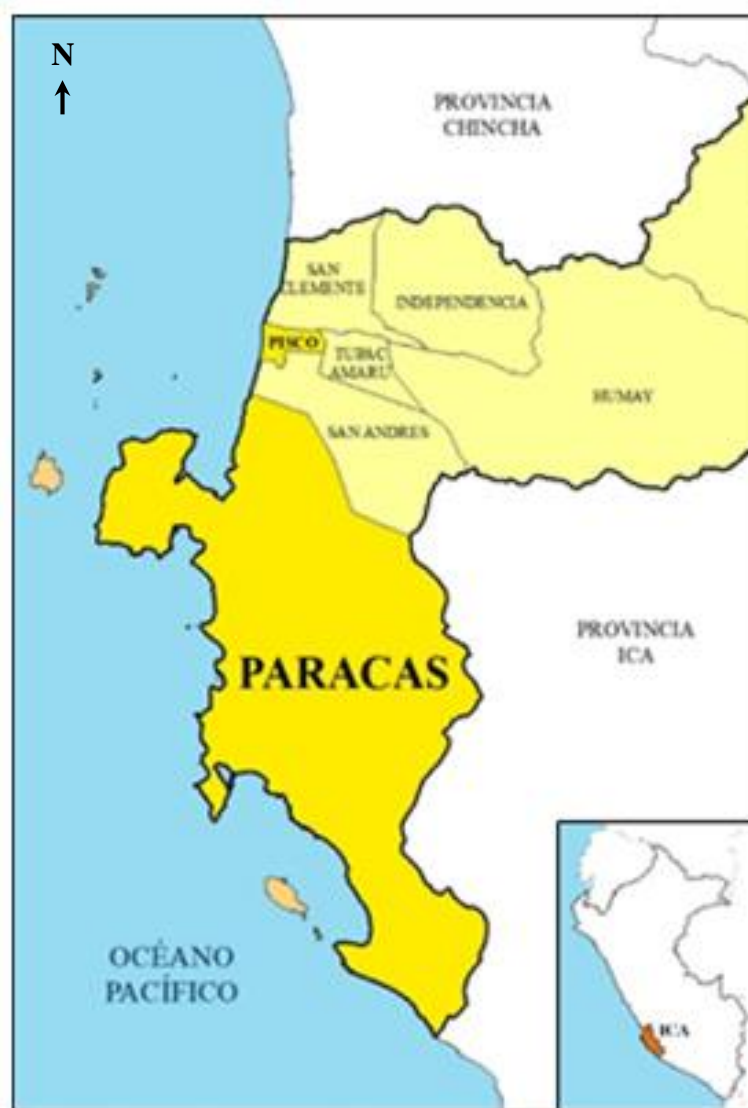 N
PROVINCIA
CHINCHA
SAN
CLEMENTE
INDEPENDENCIA
PISCO
TUPAC
AMARU
HUMAY
SAN ANDRES
PROVINCIA
ICA
PARACAS
OCÉANO
PACÍFICO
ICA